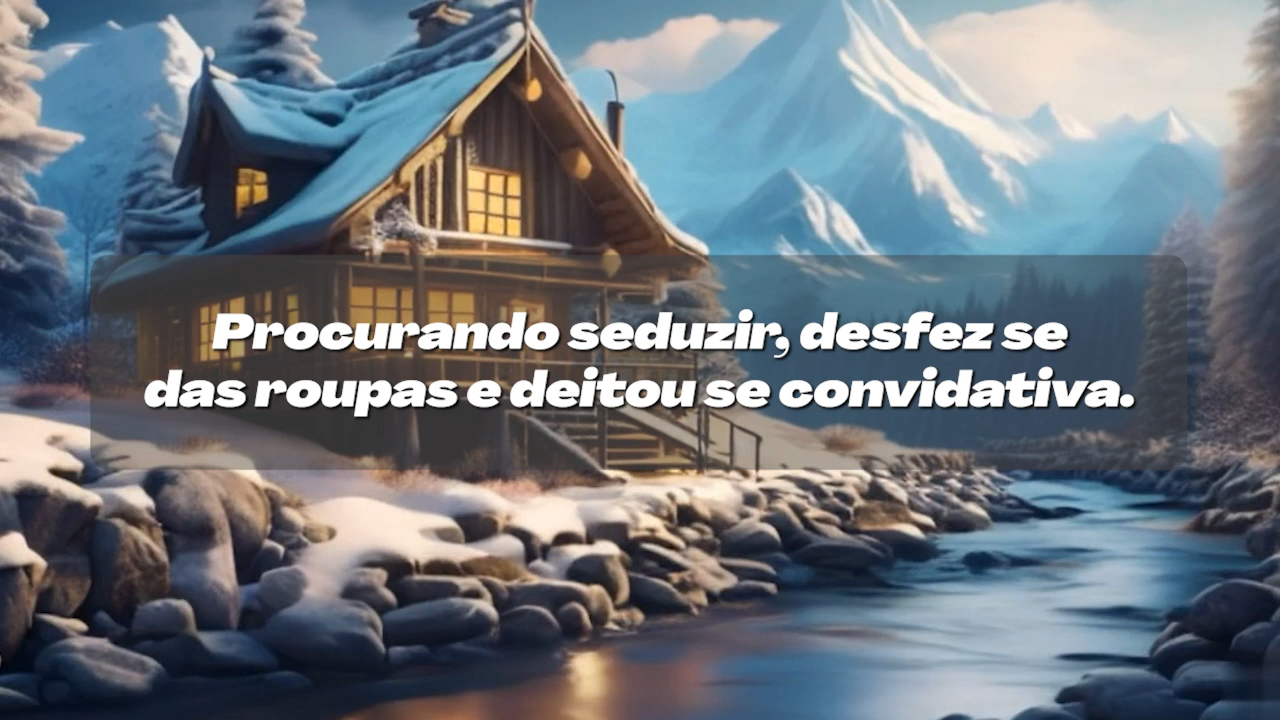 Procurando seduzir, desfez se
das roupas e deitou se convidativa.